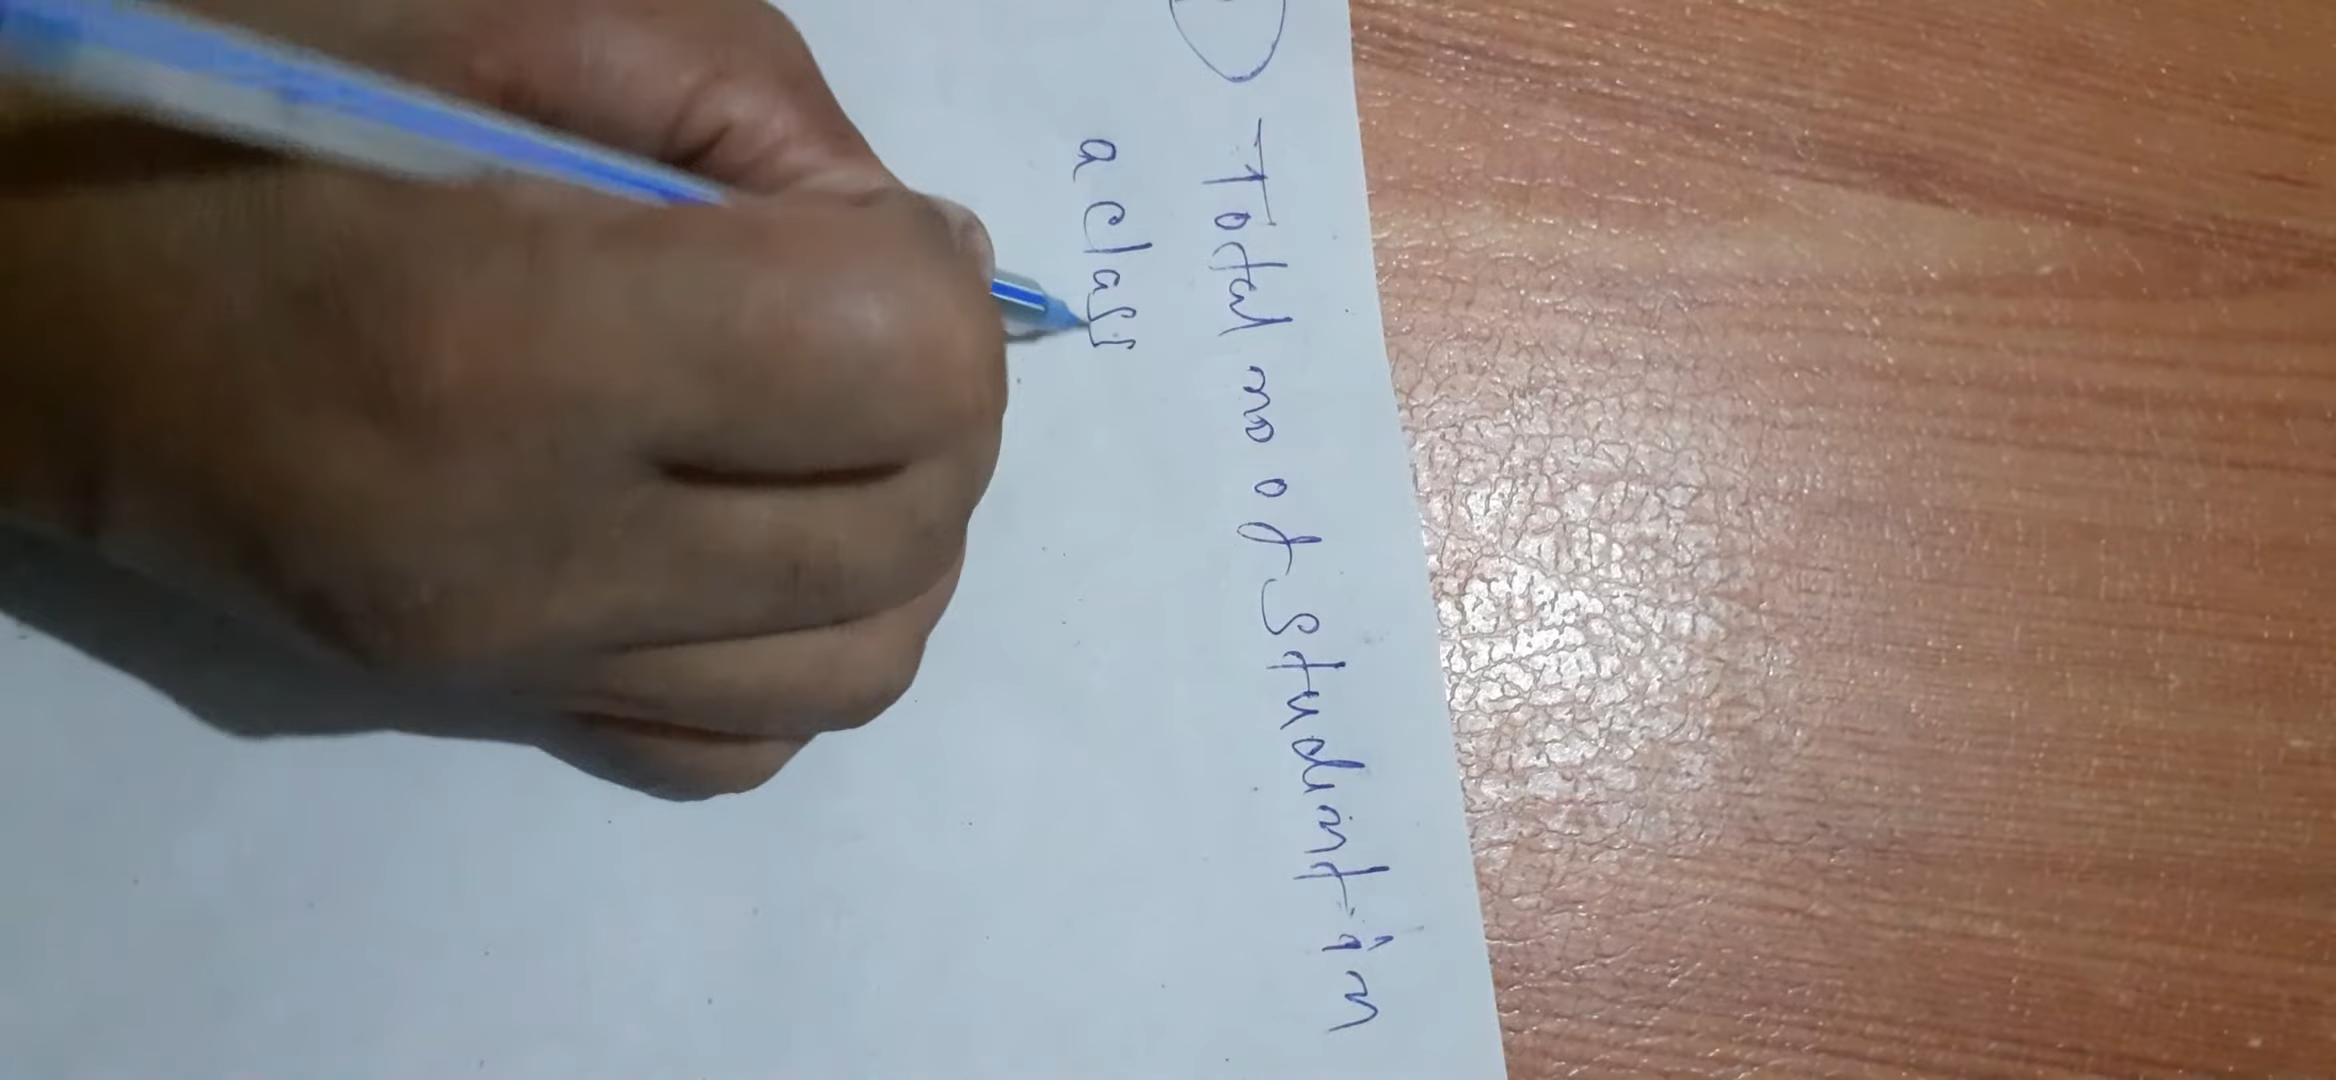 Total no of Student in
a class